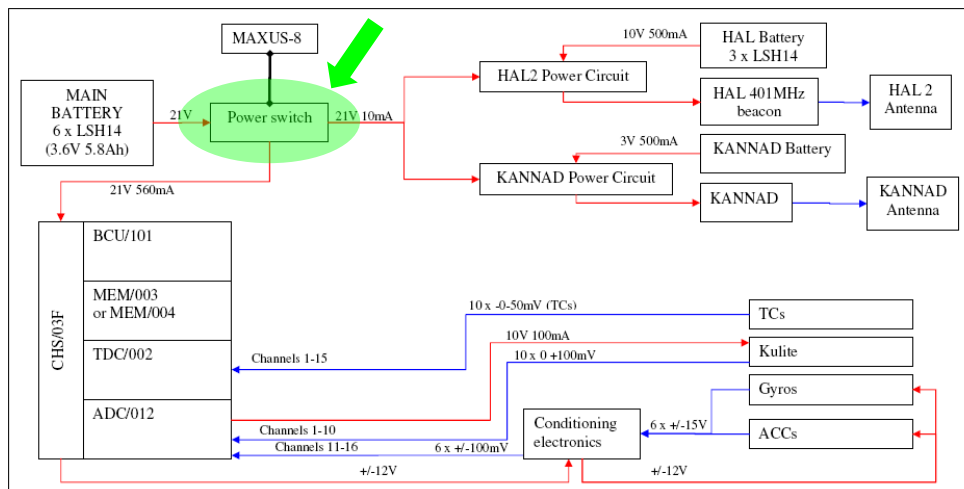 MAXUS-8
10V 500mA
HAL Battery
3 x LSH14
HAL2 Power Circuit
MAIN
BATTERY
6 x LSH14
(3.6V 5.8Ah)
21V
Power switch
21V 10mA
HAL 401MHz
beacon
HAL 2
Antenna
3V 500mA
KANNAD Battery
KANNAD Power Circuit
21V 560mA
KANNAD
KANNAD
Antenna
CHS/03F
BCU/101
MEM/003
or MEM/004
TDC/002
ADC/012
10 x -0-50mV (TCs)
TCs
10V 100mA
Kulite
Channels 1-15
10 x 0 +100mV
Gyros
Channels 1-10
Conditioning
electronics
6 x +/-15V
ACCs
Channels 11-16
6 x +/-100mV
+/-12V
+/-12V